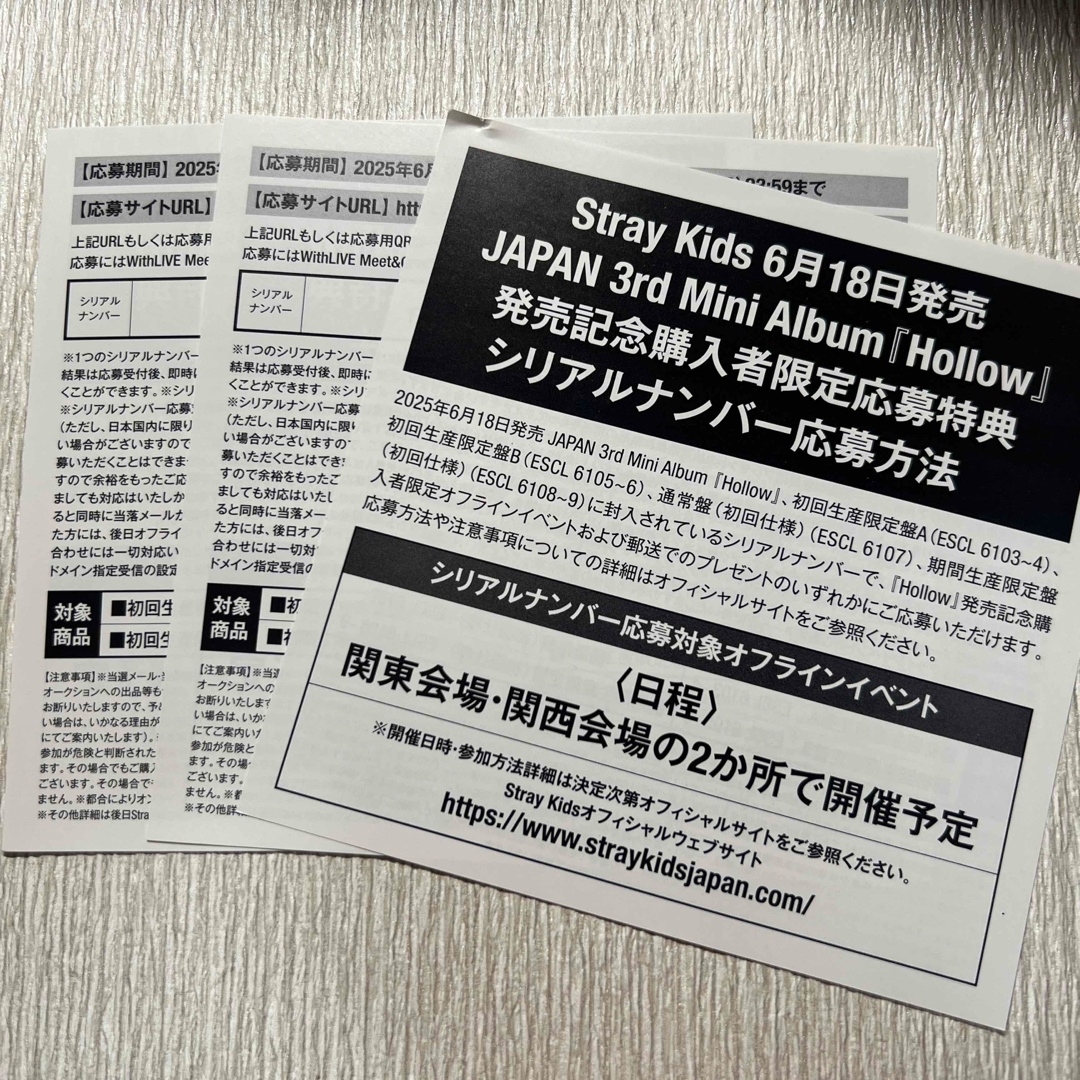 【応募期間】2025
【応募サイトURL】
上記URLもしくは応募用
応募にはWithLIVE Mee
シリアル
ナンバー
※1つのシリアルナンバー
結果は応募受付後、即時
くことができます。※シリ
※シリアルナンバー応募
（ただし、日本国内に限り
い場合がございますので
募いただくことはできま
すので余裕をもったご応
ましても対応はいたしか
ると同時に当落メールか
た方には、後日オフライ
合わせには一切対応い
ドメイン指定受信の設定
対象
商品
■初回生
■初回生
【注意事項】※当選メール・
オークションへの出品等も
お断りいたしますので、予め
い場合は、いかなる理由が
にてご案内いたします）。
参加が危険と判断された
ます。その場合でもご購入
ございます。その場合で
ません。※都合によりオン
※その他詳細は後日Stra
【応募期間】2025年6月
【応募サイトURL】htt
上記URLもしくは応募用QR
応募にはWithLIVE Meet&G
シリアル
ナンバー
※1つのシリアルナンバー
結果は応募受付後、即時に
くことができます。※シリ
※シリアルナンバー応募
（ただし、日本国内に限り
い場合がございますので
募いただくことはできま
すので余裕をもったご
ましても対応はいたし
ると同時に当落メール
た方には、後日オフ
合わせには一切対
ドメイン指定受信の
対象
商品
■初
【注意事項】※当
オークションへの
お断りいたします
い場合は、いか
にてご案内いた
参加が危険と
ます。その場
ございます。
ません。※都
※その他詳
23:59まで
Stray Kids 6月18日発売
JAPAN 3rd Mini Album『Hollow』
発売記念購入者限定応募特典
シリアルナンバー応募方法
2025年6月18日発売 JAPAN 3rd Mini Album 『Hollow』、初回生産限定盤A（ESCL 6103~4）、
初回生産限定盤B（ESCL 6105~6）、通常盤（初回仕様）（ESCL 6107）、期間生産限定盤
（初回仕様）（ESCL 6108~9）に封入されているシリアルナンバーで、『Hollow』発売記念購
入者限定オフラインイベントおよび郵送でのプレゼントのいずれかにご応募いただけます。
応募方法や注意事項についての詳細はオフィシャルサイトをご参照ください。
シリアルナンバー応募対象オフラインイベント
〈日程〉
関東会場・関西会場の2か所で開催予定
※開催日時・参加方法詳細は決定次第オフィシャルサイトをご参照ください。
Stray Kidsオフィシャルウェブサイト
https://www.straykidsjapan.com/